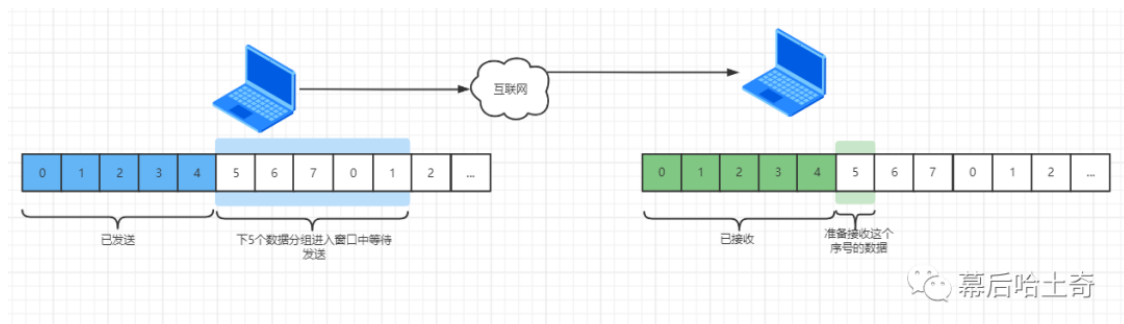 互联网
0 1 2 3 4 5 6 7 0 1 2 ...
0 1 2 3 4 5 6 7 0 1 2 ...
已发送
下5个数据分组进入窗口中等待
发送
已接收
准备接收这个
序号的数据
幕后哈土奇